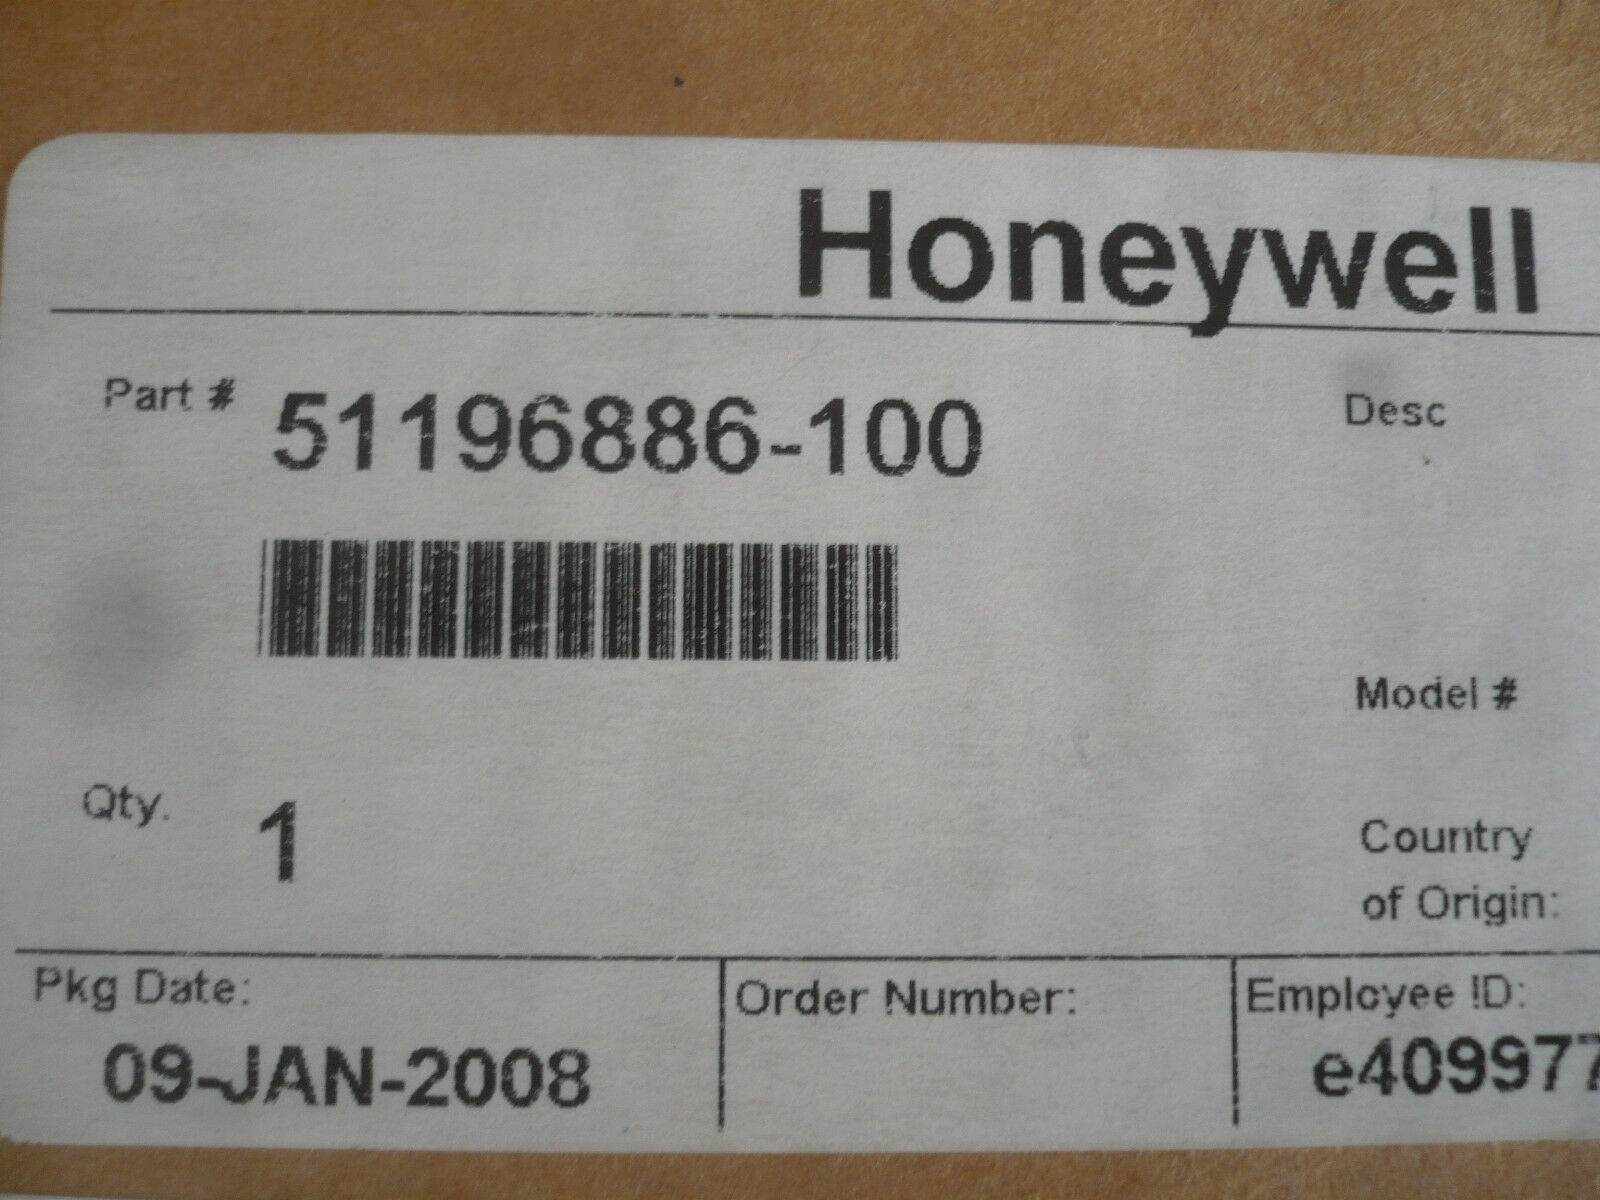 Honeywell
Part # 51196886-100
Desc
Model #
Qty. 1
Country
of Origin:
Pkg Date:
09-JAN-2008
Order Number:
Employee ID:
e409977